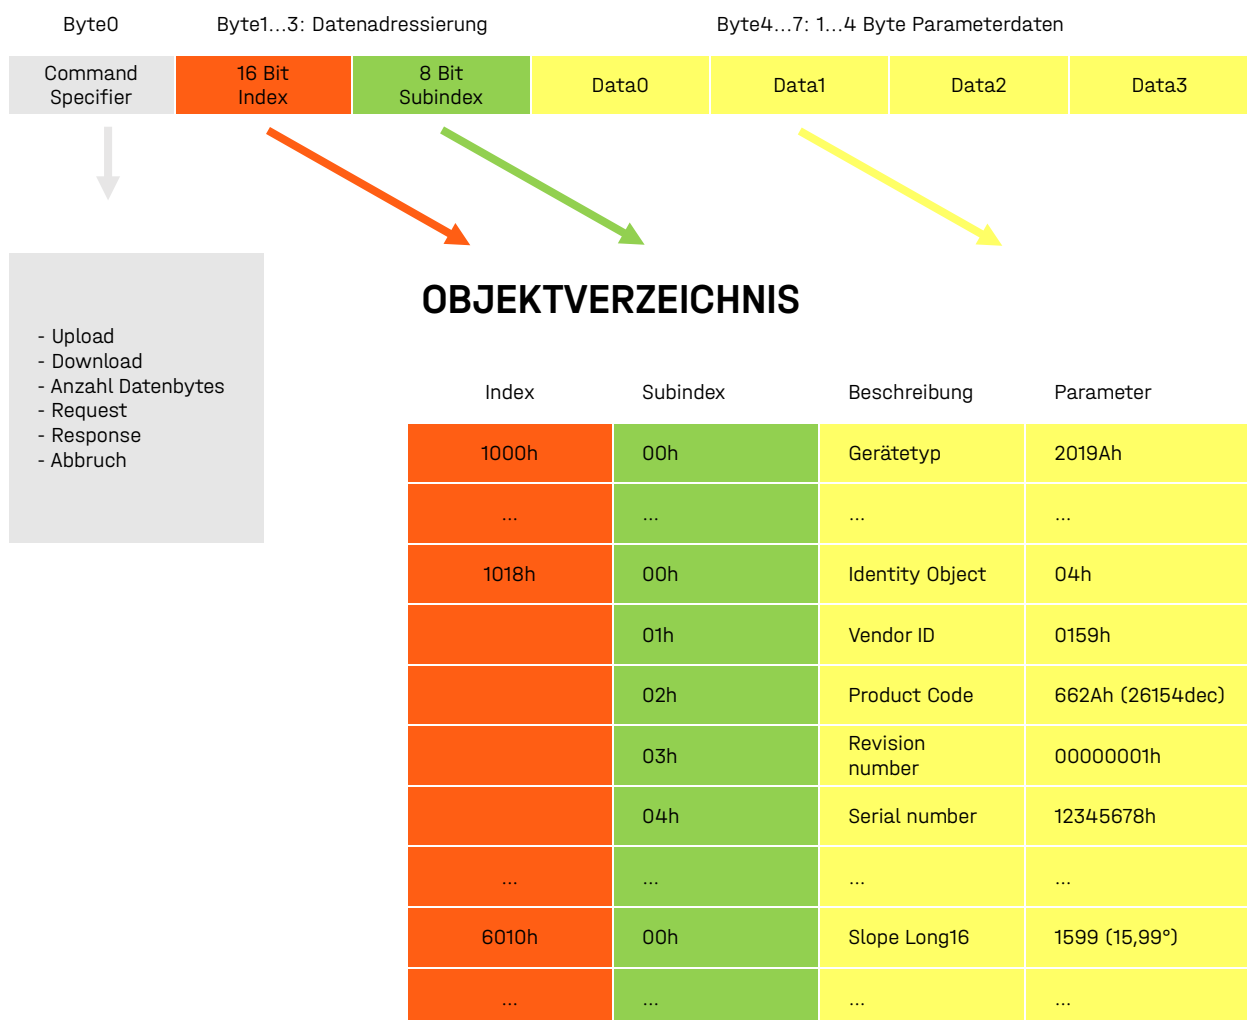 Byte0 Byte1...3: Datenadressierung Byte4...7: 1...4 Byte Parameterdaten
Command
Specifier
16 Bit
Index
8 Bit
Subindex
Data0 Data1 Data2 Data3
OBJEKTVERZEICHNIS
- Upload
- Download
- Anzahl Datenbytes
- Request
- Response
- Abbruch
Index Subindex Beschreibung Parameter
1000h 00h Gerätetyp 2019Ah
... ... ... ...
1018h 00h Identity Object 04h
01h Vendor ID 0159h
02h Product Code 662Ah (26154dec)
03h Revision
number 00000001h
04h Serial number 12345678h
... ... ... ...
6010h 00h Slope Long16 1599 (15,99°)
... ... ... ...